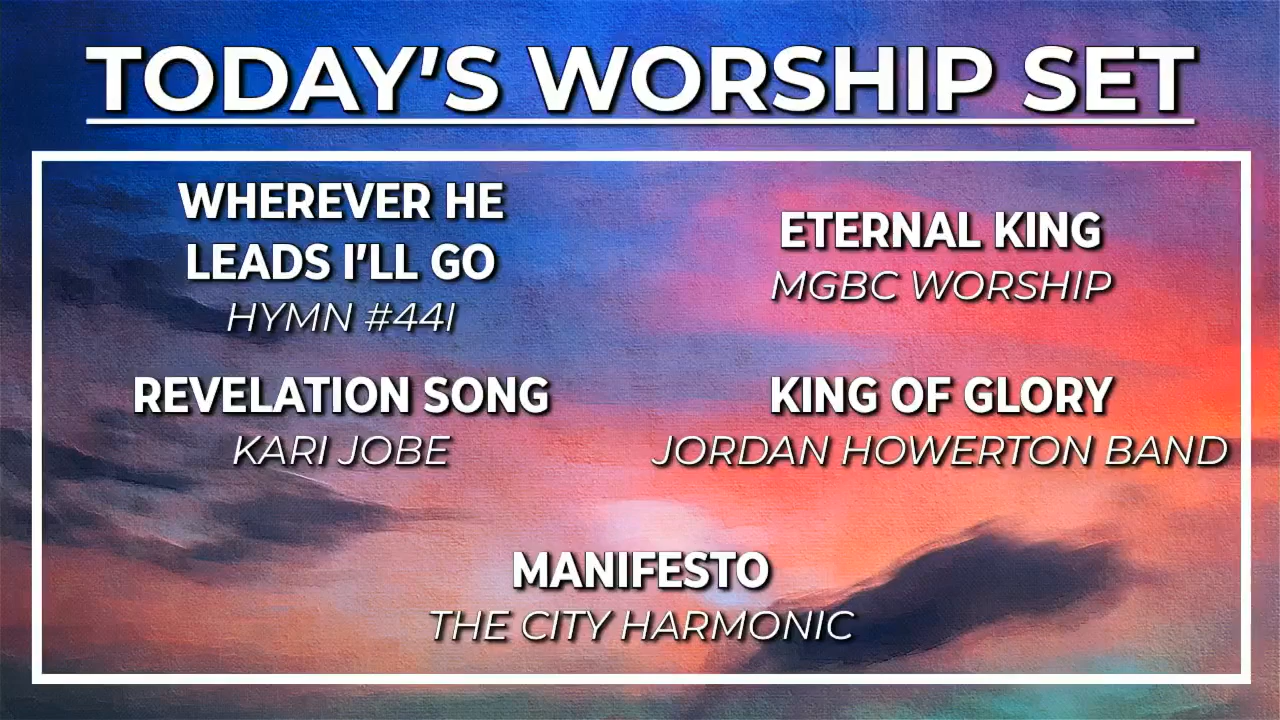 TODAY'S WORSHIP SET
WHEREVER HE
LEADS I'LL GO
HYMN #441
ETERNAL KING
MGBC WORSHIP
REVELATION SONG
KARI JOBE
KING OF GLORY
JORDAN HOWERTON BAND
MANIFESTO
THE CITY HARMONIC